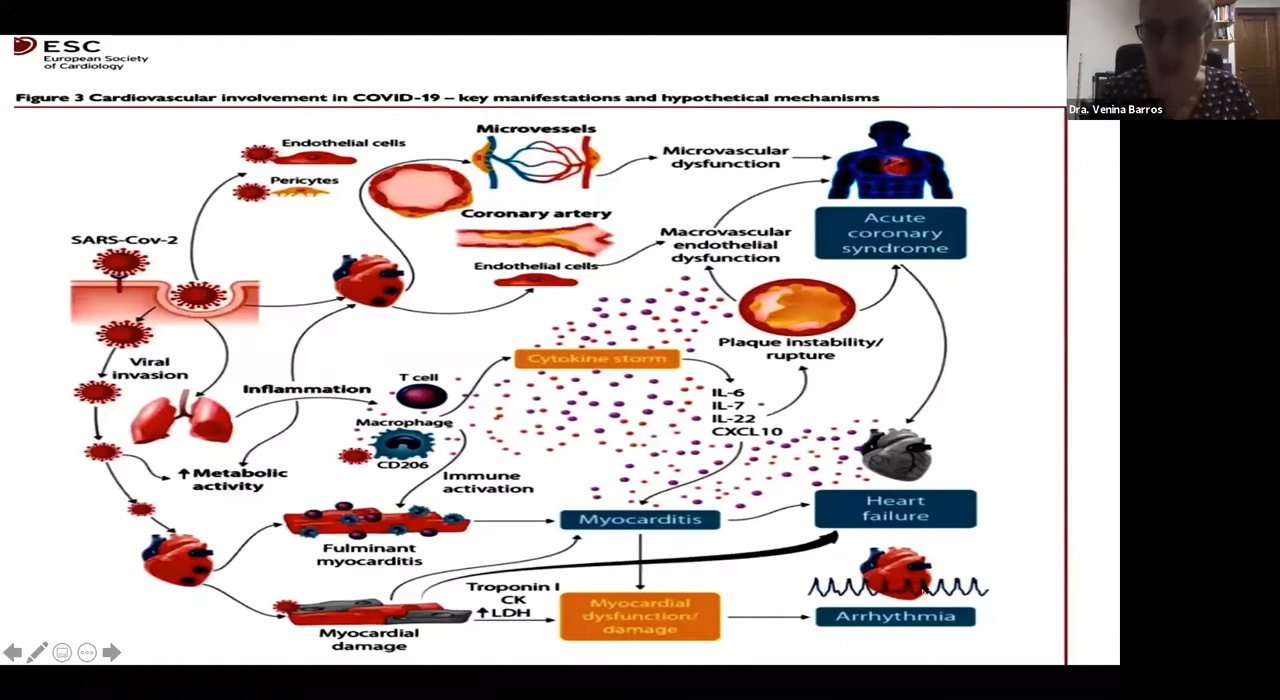 ESC
European Society
of Cardiology
Dra. Venina Barros
Figure 3 Cardiovascular involvement in COVID-19 – key manifestations and hypothetical mechanisms
Endothelial cells
Pericytes
Microvessels
Microvascular
dysfunction
Coronary artery
Endothelial cells
Macrovascular
endothelial
dysfunction
Acute
coronary
syndrome
SARS-Cov-2
Viral
invasion
Inflammation
Metabolic
activity
T cell
Macrophage
CD206
Immune
activation
Cytokine storm
IL-6
IL-7
IL-22
CXCL10
Plaque instability/
rupture
Fulminant
myocarditis
Myocarditis
Heart
failure
Myocardial
damage
Troponin I
CK
LDH
Myocardial
dysfunction/
damage
Arrhythmia